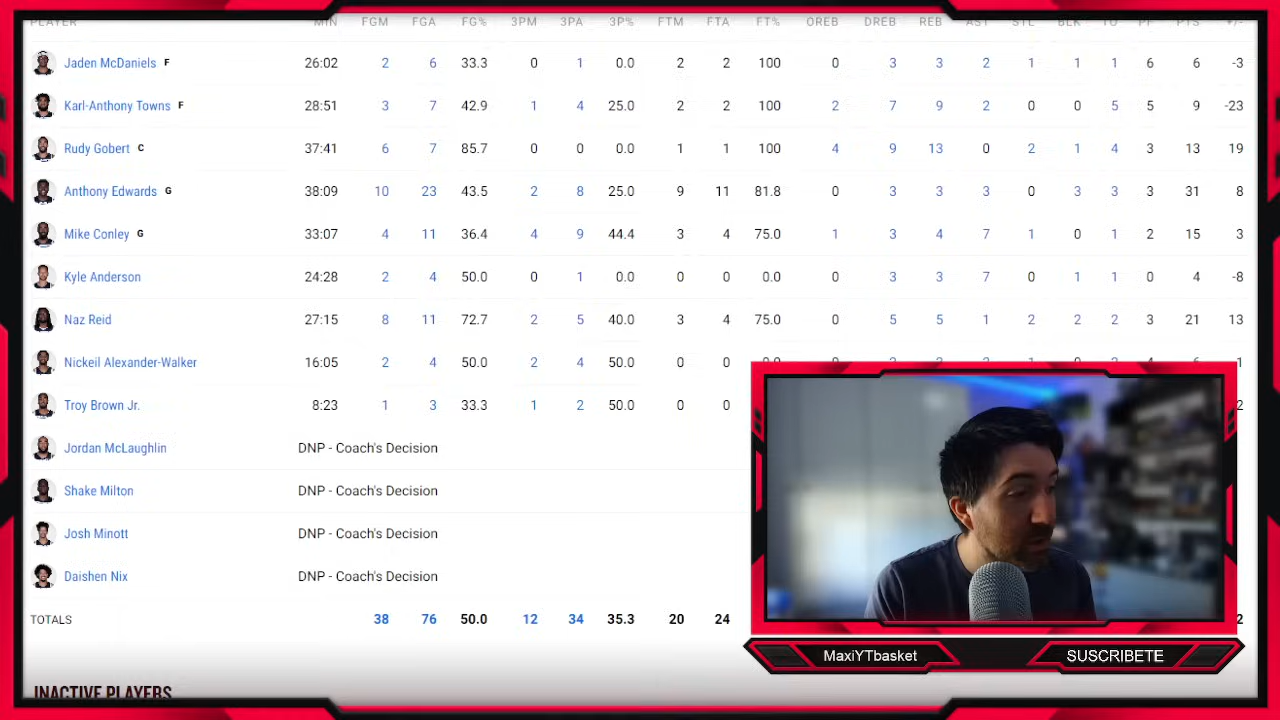 PLAYER MIN FGM FGA FG% 3PM 3PA 3P% FTM FTA FT% OREB DREB REB AST STL BLK TO PF PTS +/-
Jaden McDaniels F 26:02 2 6 33.3 0 1 0.0 2 2 100 0 3 3 2 1 1 1 6 6 -3
Karl-Anthony Towns F 28:51 3 7 42.9 1 4 25.0 2 2 100 2 7 9 2 0 0 5 5 9 -23
Rudy Gobert C 37:41 6 7 85.7 0 0 0.0 1 1 100 4 9 13 0 2 1 4 3 13 19
Anthony Edwards G 38:09 10 23 43.5 2 8 25.0 9 11 81.8 0 3 3 3 0 3 3 3 31 8
Mike Conley G 33:07 4 11 36.4 4 9 44.4 3 4 75.0 1 3 4 7 1 0 1 2 15 3
Kyle Anderson 24:28 2 4 50.0 0 1 0.0 0 0 0.0 0 3 3 7 0 1 1 0 4 -8
Naz Reid 27:15 8 11 72.7 2 5 40.0 3 4 75.0 0 5 5 1 2 2 2 3 21 13
Nickeil Alexander-Walker 16:05 2 4 50.0 2 4 50.0 0 0
Troy Brown Jr. 8:23 1 3 33.3 1 2 50.0 0 0
Jordan McLaughlin DNP - Coach's Decision
Shake Milton DNP - Coach's Decision
Josh Minott DNP - Coach's Decision
Daishen Nix DNP - Coach's Decision
TOTALS 38 76 50.0 12 34 35.3 20 24
MaxiYTbasket SUSCRIBETE
INACTIVE PLAYERS